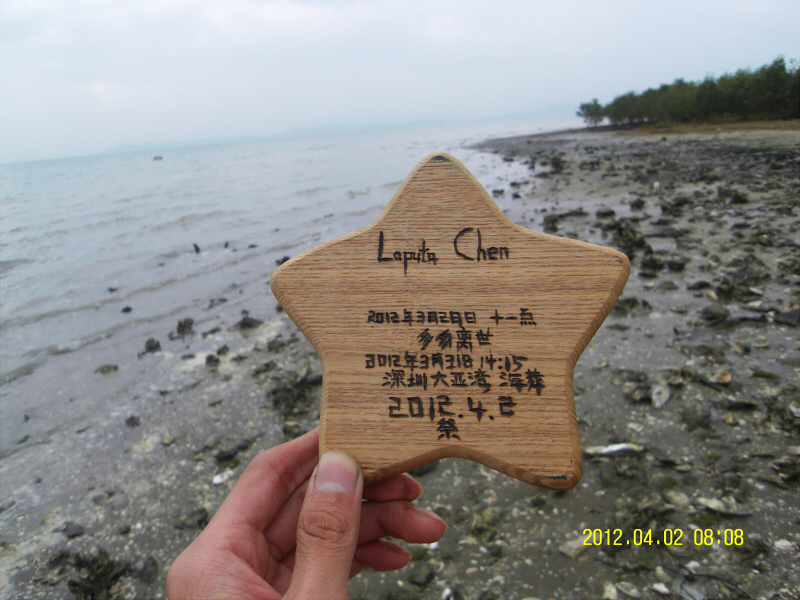 Laputa Chen
2012年3月28日 十一点
多多离世
2012年3月31日 14:15
深圳大亚湾 海葬
2012.4.2
祭
2012.04.02 08:08